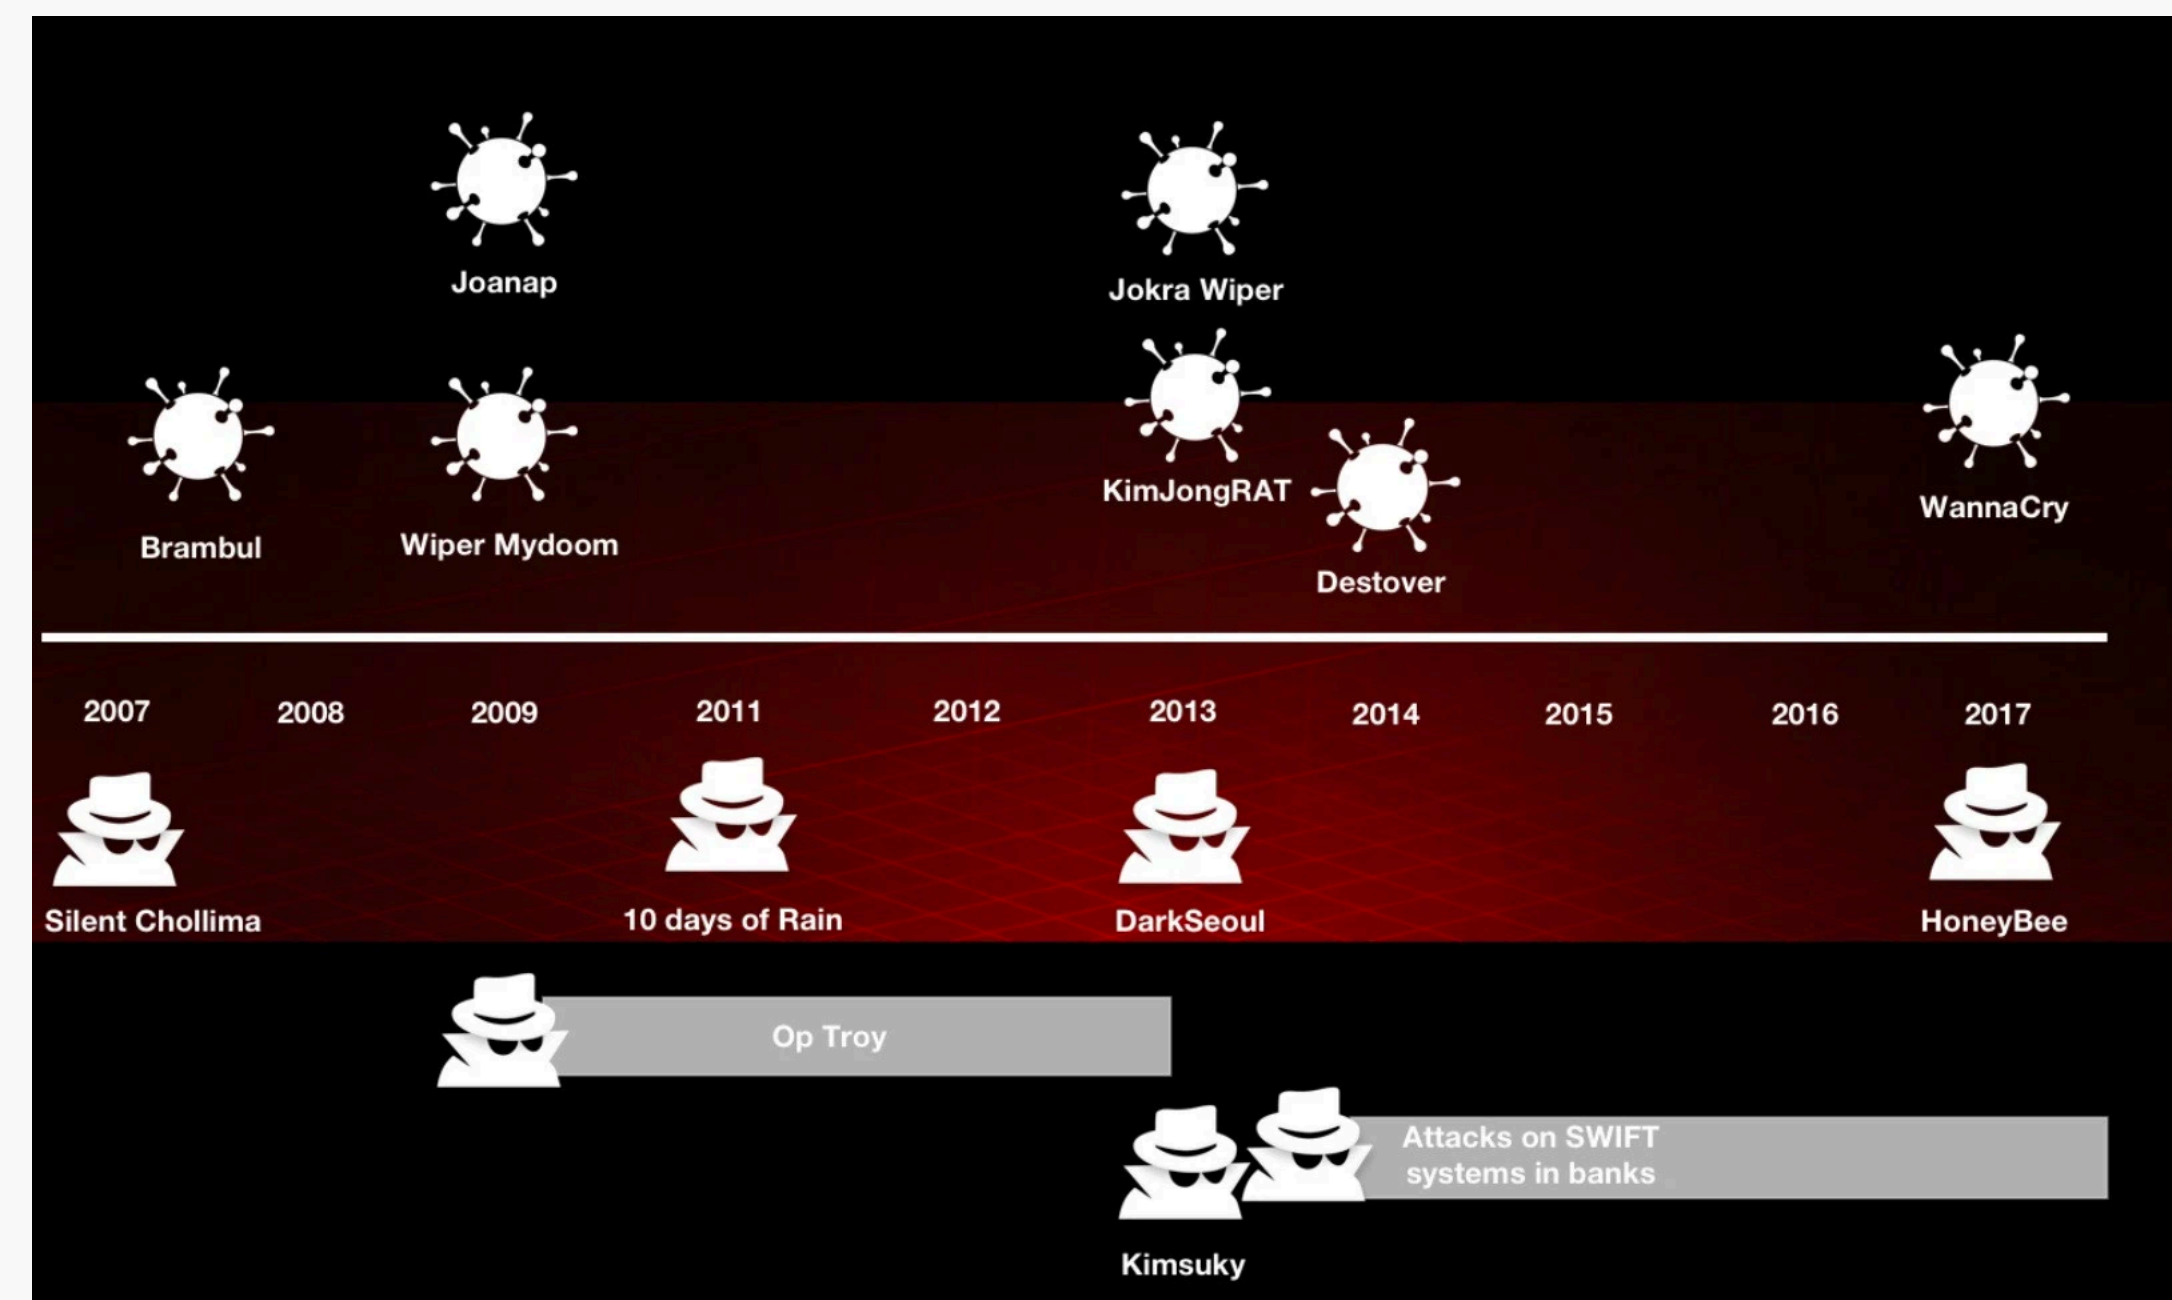 Joanap
Jokra Wiper
KimJongRAT
WannaCry
Brambul
Wiper Mydoom
Destover
2007 2008 2009 2011 2012 2013 2014 2015 2016 2017
Silent Chollima
10 days of Rain
DarkSeoul
HoneyBee
Op Troy
Attacks on SWIFT
systems in banks
Kimsuky